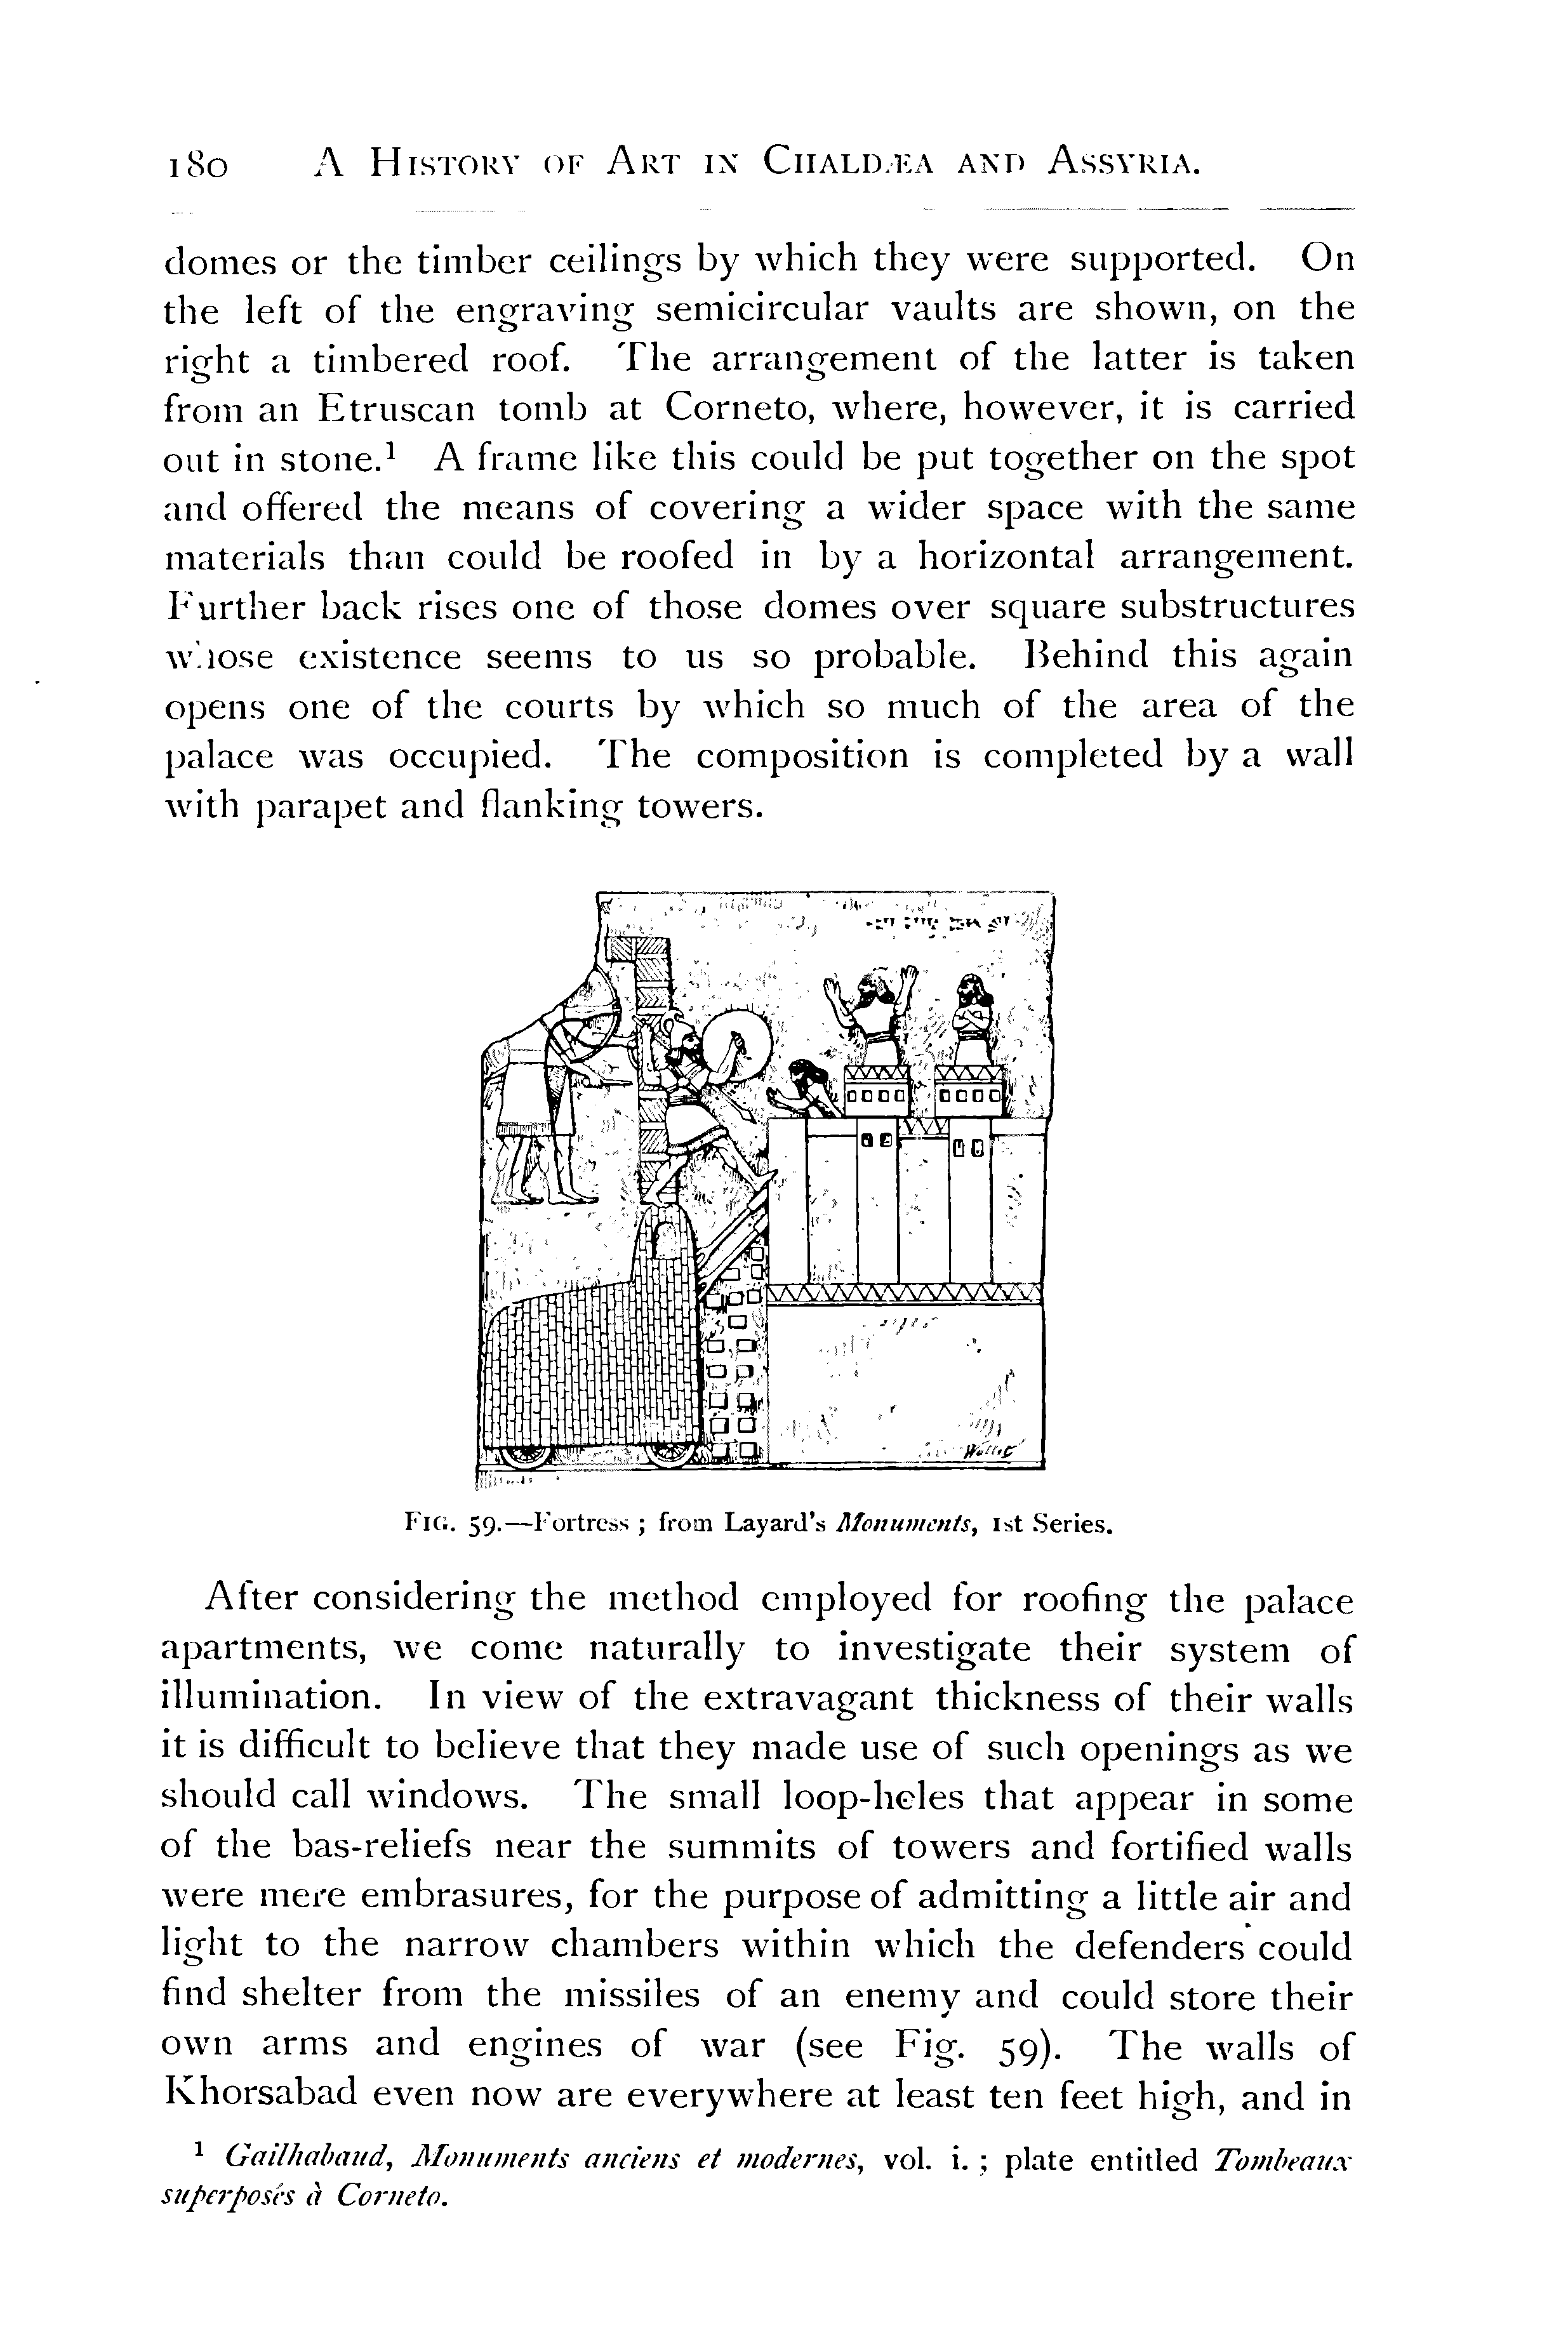 180 A History of Art in Chaldæa and Assyria.
domes or the timber ceilings by which they were supported. On
the left of the engraving semicircular vaults are shown, on the
right a timbered roof. The arrangement of the latter is taken
from an Etruscan tomb at Corneto, where, however, it is carried
out in stone.¹ A frame like this could be put together on the spot
and offered the means of covering a wider space with the same
materials than could be roofed in by a horizontal arrangement.
Further back rises one of those domes over square substructures
whose existence seems to us so probable. Behind this again
opens one of the courts by which so much of the area of the
palace was occupied. The composition is completed by a wall
with parapet and flanking towers.
Wallet
Fig. 59.—Fortress ; from Layard's Monuments, 1st Series.
After considering the method employed for roofing the palace
apartments, we come naturally to investigate their system of
illumination. In view of the extravagant thickness of their walls
it is difficult to believe that they made use of such openings as we
should call windows. The small loop-holes that appear in some
of the bas-reliefs near the summits of towers and fortified walls
were mere embrasures, for the purpose of admitting a little air and
light to the narrow chambers within which the defenders could
find shelter from the missiles of an enemy and could store their
own arms and engines of war (see Fig. 59). The walls of
Khorsabad even now are everywhere at least ten feet high, and in
¹ Gailhabaud, Monuments anciens et modernes, vol. i. ; plate entitled Tombeaux
superposés à Corneto.